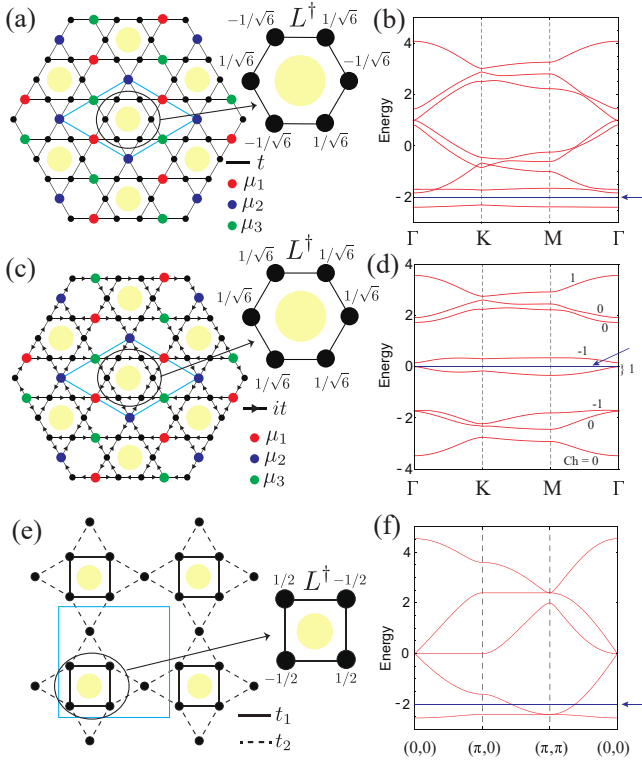 (a)
−1/√6 L† 1/√6
1/√6 −1/√6
−1/√6 1/√6
t
μ1
μ2
μ3
(b)
Energy
4
2
0
−2
Γ K M Γ
(c)
1/√6 L† 1/√6
1/√6 1/√6
1/√6 1/√6
it
μ1
μ2
μ3
(d)
Energy
4
2
0
−2
−4
1
0
0
-1
} 1
-1
0
Ch = 0
Γ K M Γ
(e)
1/2 L† −1/2
−1/2 1/2
t1
t2
(f)
Energy
4
2
0
−2
(0,0) (π,0) (π,π) (0,0)